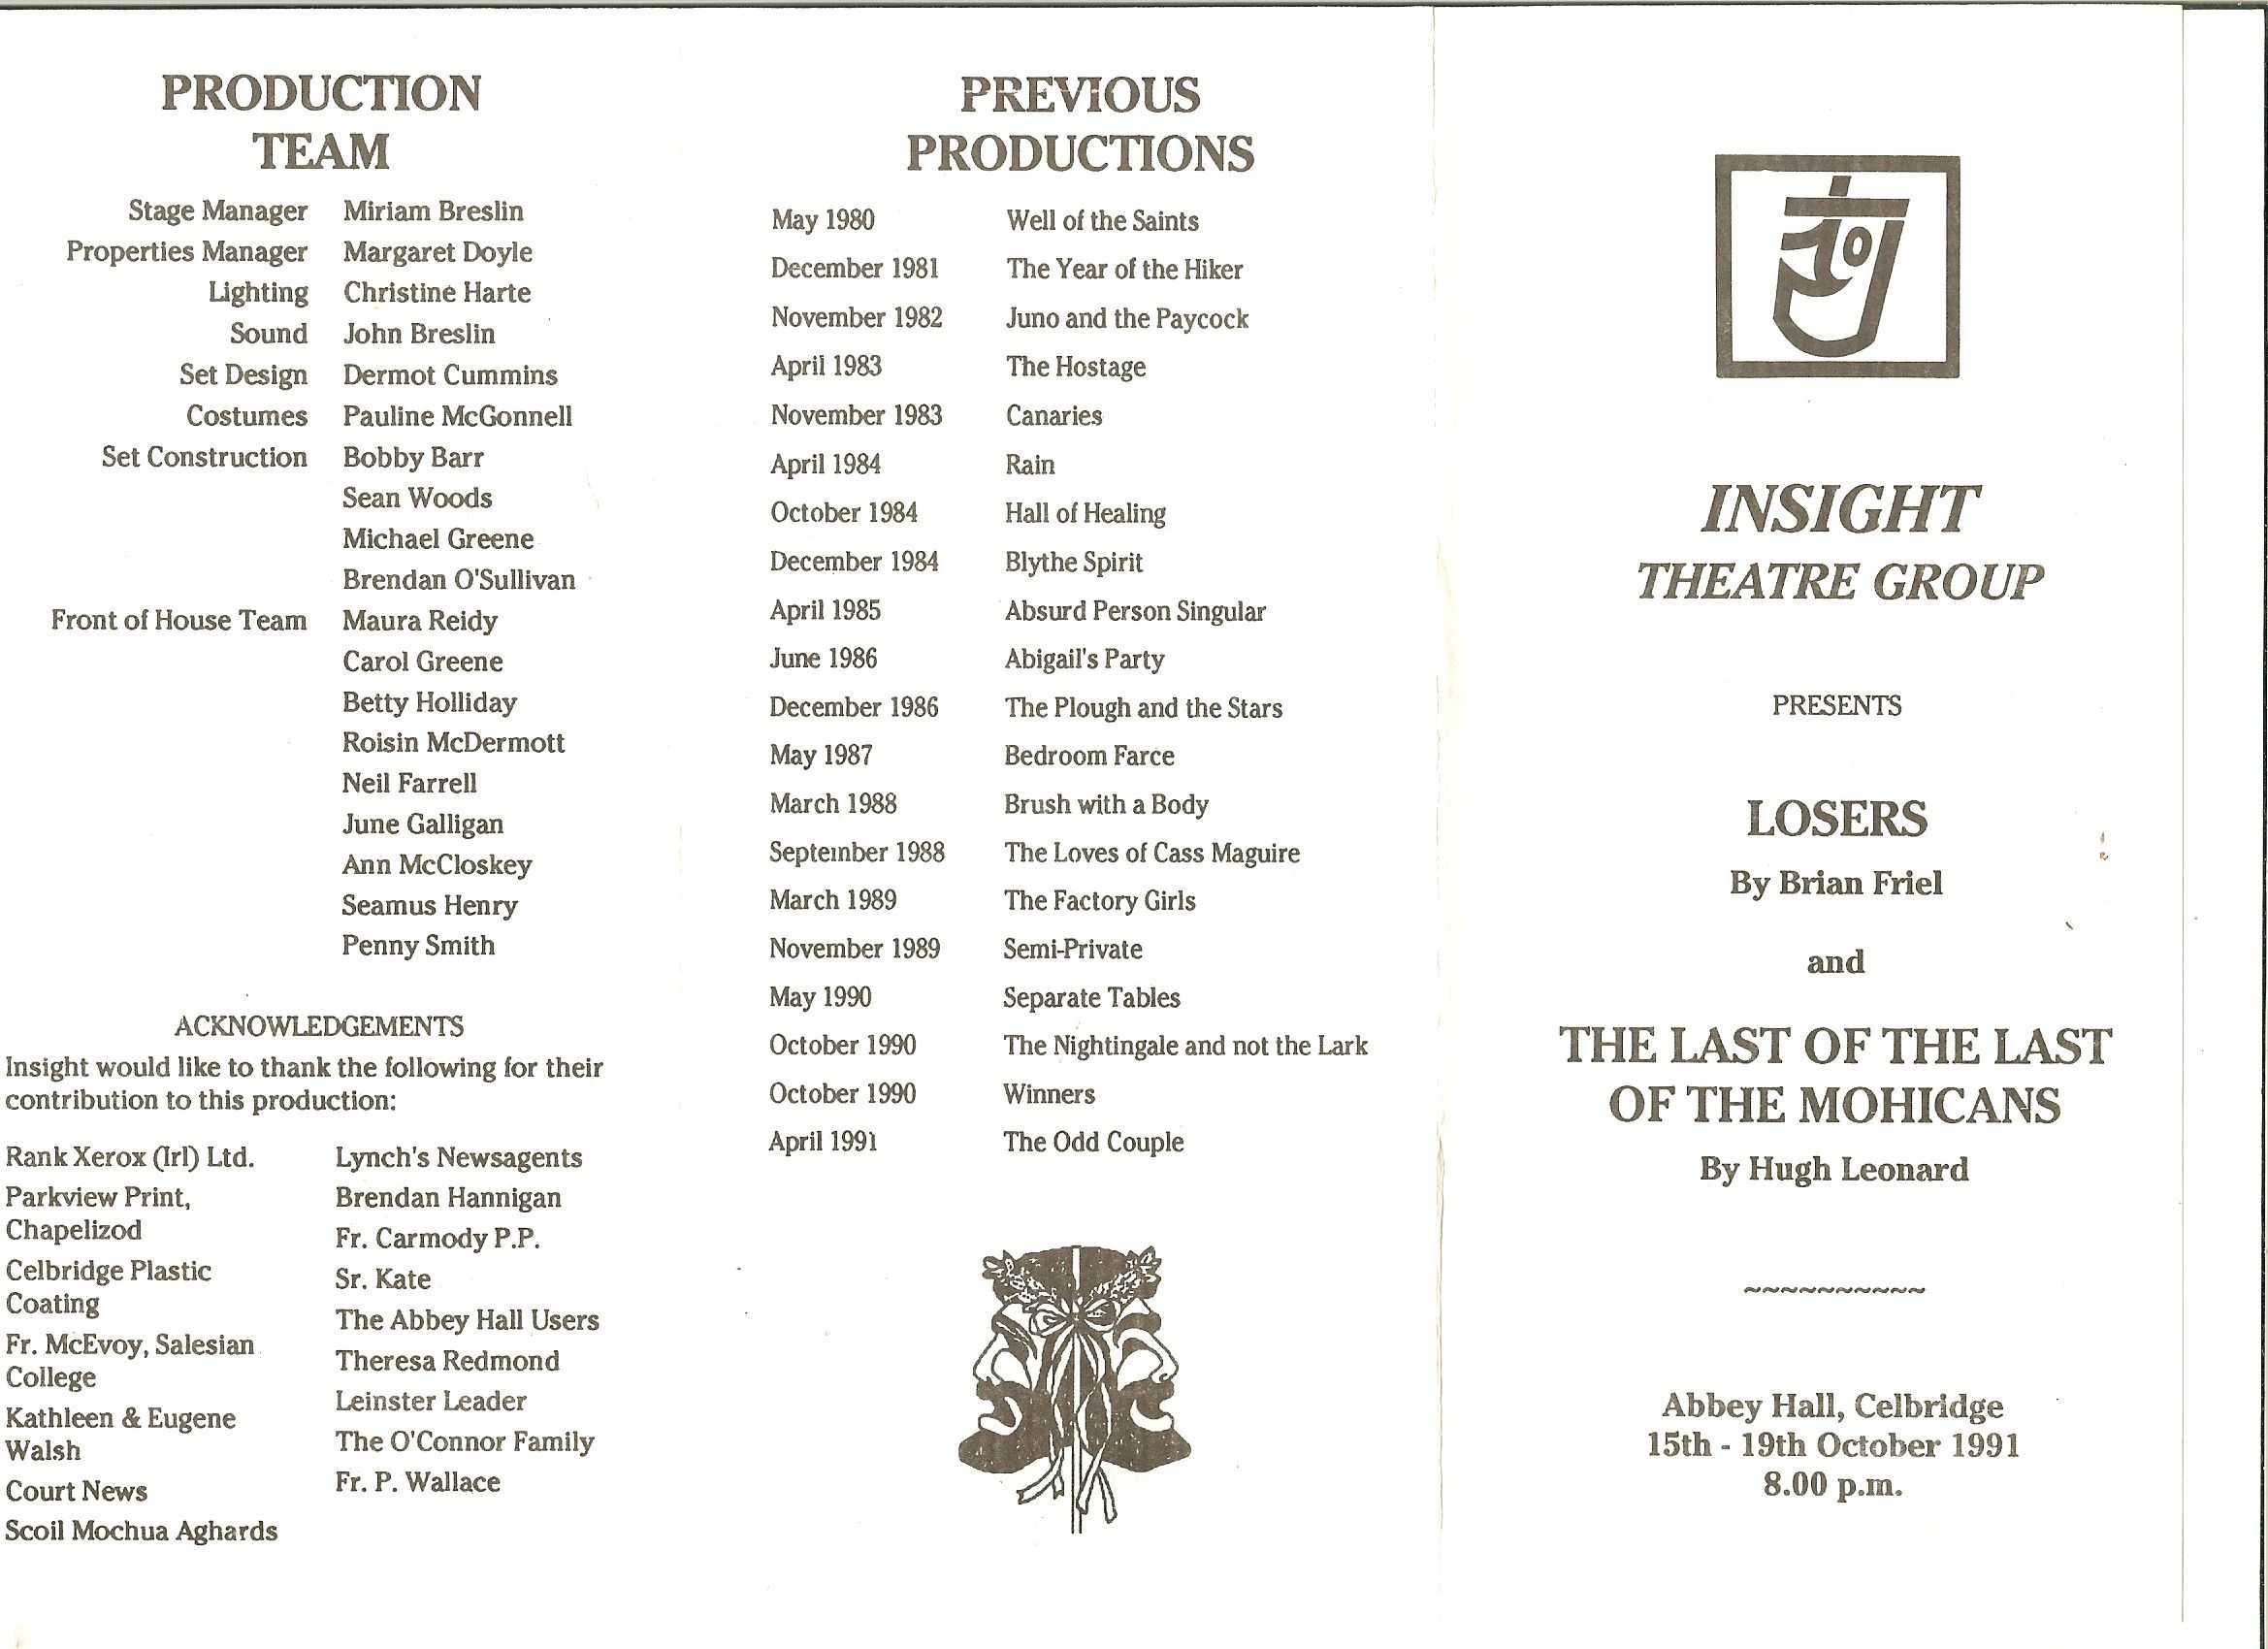 PRODUCTION
TEAM
Stage Manager Miriam Breslin
Properties Manager Margaret Doyle
Lighting Christine Harte
Sound John Breslin
Set Design Dermot Cummins
Costumes Pauline McGonnell
Set Construction Bobby Barr
Sean Woods
Michael Greene
Brendan O'Sullivan
Front of House Team Maura Reidy
Carol Greene
Betty Holliday
Roisin McDermott
Neil Farrell
June Galligan
Ann McCloskey
Seamus Henry
Penny Smith
ACKNOWLEDGEMENTS
Insight would like to thank the following for their
contribution to this production:
Rank Xerox (Irl) Ltd.
Parkview Print,
Chapelizod
Celbridge Plastic
Coating
Fr. McEvoy, Salesian
College
Kathleen & Eugene
Walsh
Court News
Scoil Mochua Aghards
Lynch's Newsagents
Brendan Hannigan
Fr. Carmody P.P.
Sr. Kate
The Abbey Hall Users
Theresa Redmond
Leinster Leader
The O'Connor Family
Fr. P. Wallace
PREVIOUS
PRODUCTIONS
May 1980 Well of the Saints
December 1981 The Year of the Hiker
November 1982 Juno and the Paycock
April 1983 The Hostage
November 1983 Canaries
April 1984 Rain
October 1984 Hall of Healing
December 1984 Blythe Spirit
April 1985 Absurd Person Singular
June 1986 Abigail's Party
December 1986 The Plough and the Stars
May 1987 Bedroom Farce
March 1988 Brush with a Body
September 1988 The Loves of Cass Maguire
March 1989 The Factory Girls
November 1989 Semi-Private
May 1990 Separate Tables
October 1990 The Nightingale and not the Lark
October 1990 Winners
April 1991 The Odd Couple
10
INSIGHT
THEATRE GROUP
PRESENTS
LOSERS
By Brian Friel
and
THE LAST OF THE LAST
OF THE MOHICANS
By Hugh Leonard
~~~~~~~~~~
Abbey Hall, Celbridge
15th - 19th October 1991
8.00 p.m.